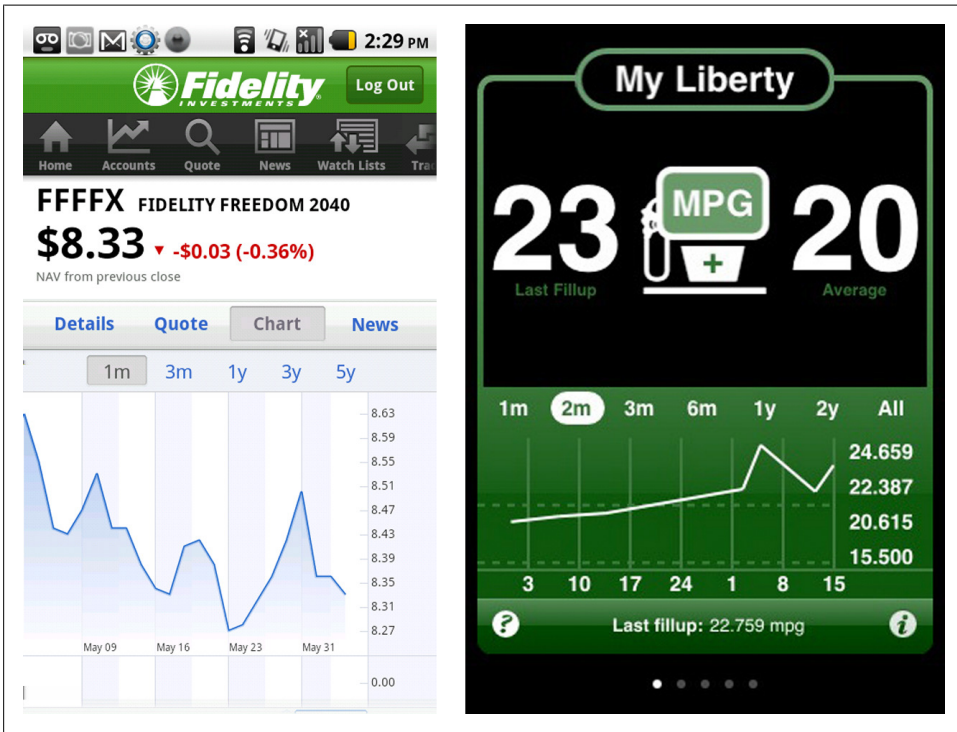 2:29 PM
Fidelity
INVESTMENTS
Log Out
Home Accounts Quote News Watch Lists Tra
FFFFX FIDELITY FREEDOM 2040
$8.33 ▼ -$0.03 (-0.36%)
NAV from previous close
Details Quote Chart News
1m 3m 1y 3y 5y
8.63
8.59
8.55
8.51
8.47
8.43
8.39
8.35
8.31
8.27
May 09 May 16 May 23 May 31
0.00
My Liberty
23 MPG 20
+
Last Fillup Average
1m 2m 3m 6m 1y 2y All
24.659
22.387
20.615
15.500
3 10 17 24 1 8 15
? Last fillup: 22.759 mpg i